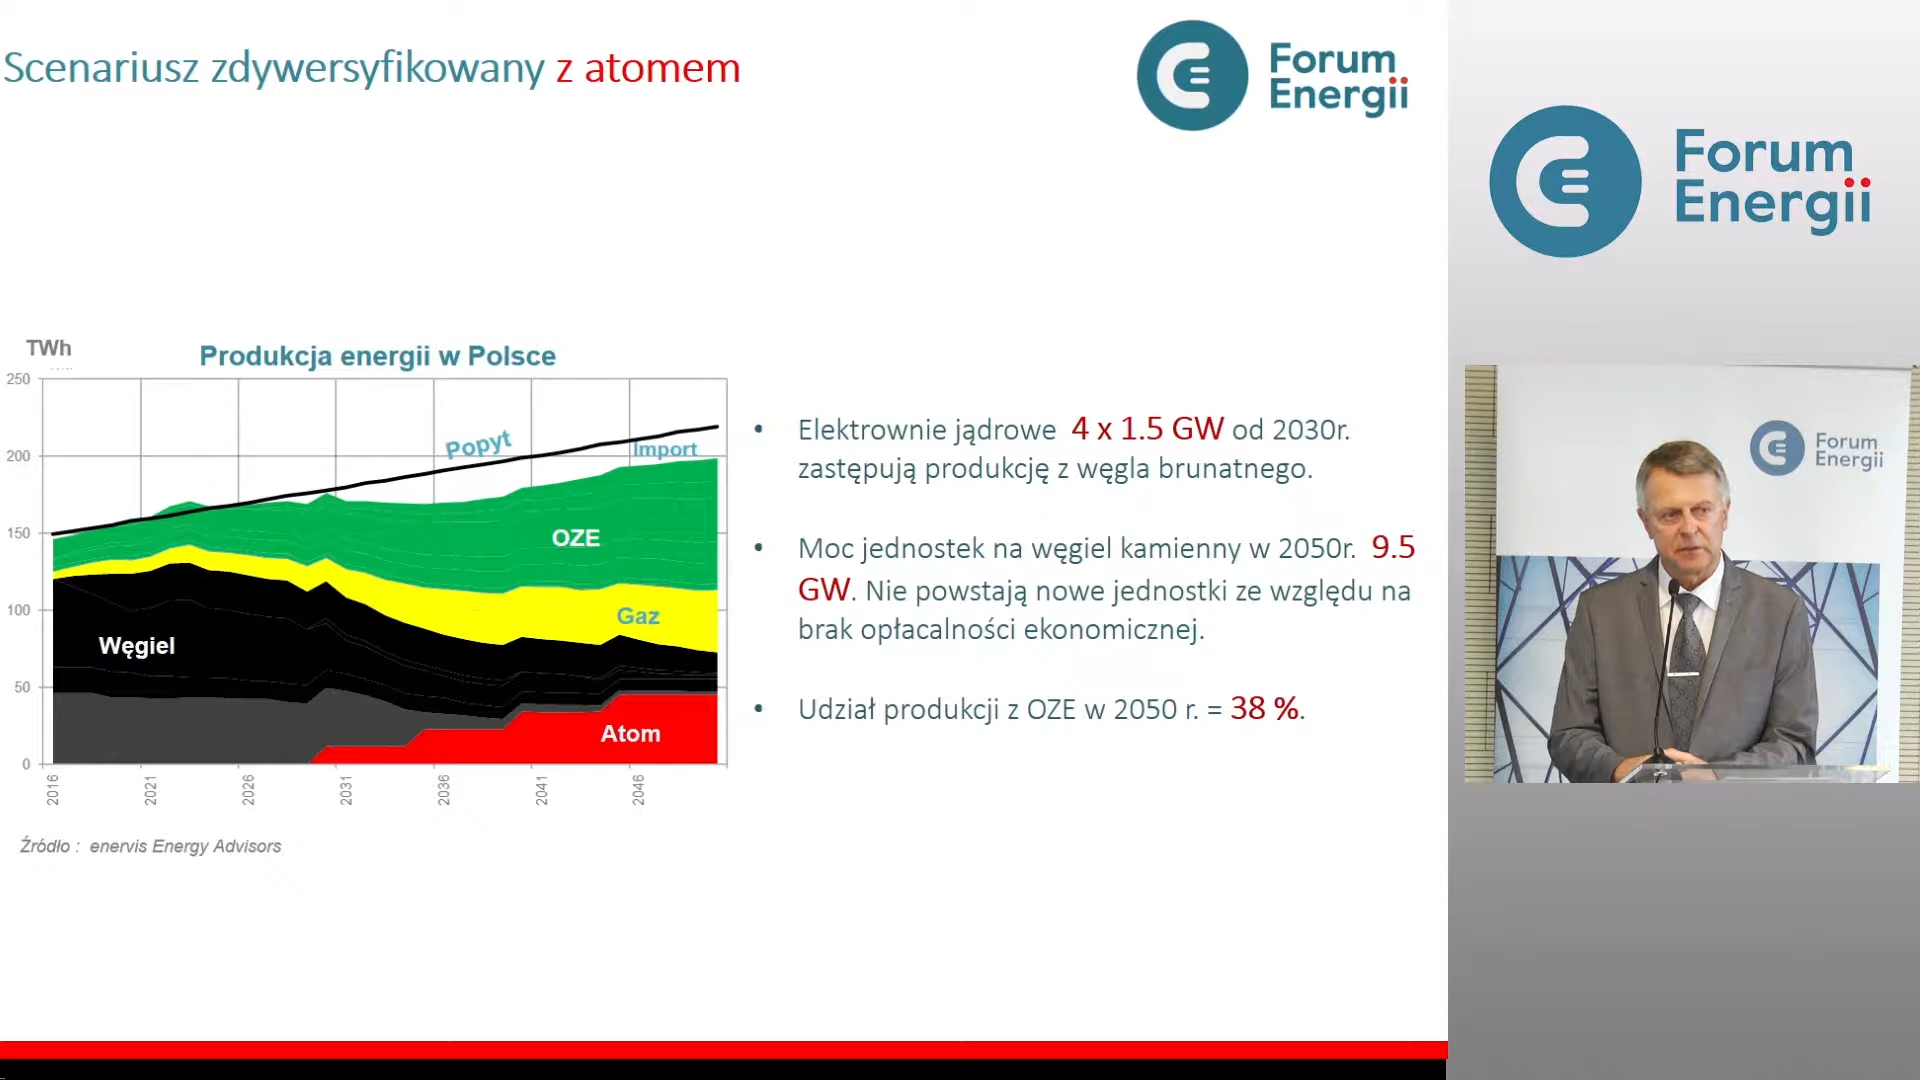 Scenariusz zdywersyfikowany z atomem
Forum
Energii
TWh
Produkcja energii w Polsce
250
200
150
100
50
0
Popyt
Import
OZE
Gaz
Węgiel
Atom
2016
2021
2026
2031
2036
2041
2046
Źródło : enervis Energy Advisors
• Elektrownie jądrowe 4 x 1.5 GW od 2030r.
zastępują produkcję z węgla brunatnego.
• Moc jednostek na węgiel kamienny w 2050r. 9.5
GW. Nie powstają nowe jednostki ze względu na
brak opłacalności ekonomicznej.
• Udział produkcji z OZE w 2050 r. = 38 %.
Forum
Energii
Forum
Energii